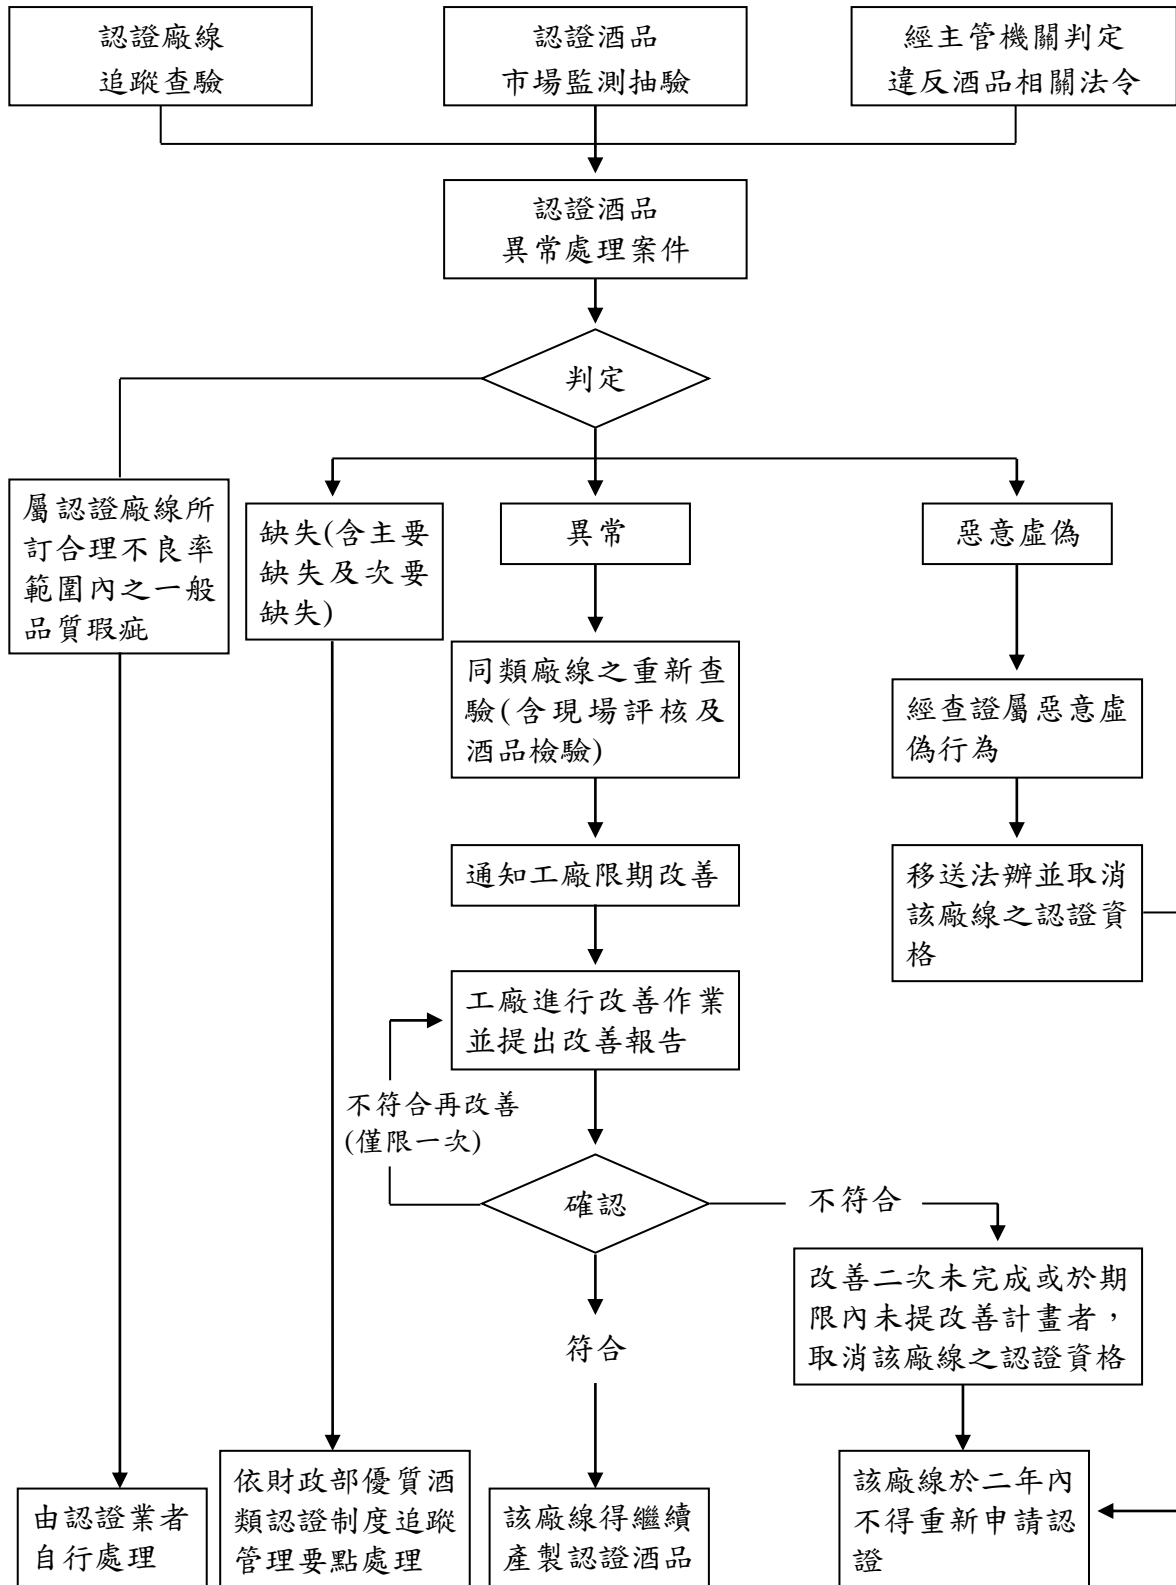 認證廠線
追蹤查驗
認證酒品
市場監測抽驗
經主管機關判定
違反酒品相關法令
認證酒品
異常處理案件
判定
屬認證廠線所
訂合理不良率
範圍內之一般
品質瑕疵
缺失(含主要
缺失及次要
缺失)
異常
惡意虛偽
同類廠線之重新查
驗(含現場評核及
酒品檢驗)
經查證屬惡意虛
偽行為
通知工廠限期改善
移送法辦並取消
該廠線之認證資
格
工廠進行改善作業
並提出改善報告
不符合再改善
(僅限一次)
確認
不符合
改善二次未完成或於期
限內未提改善計畫者，
取消該廠線之認證資格
符合
由認證業者
自行處理
依財政部優質酒
類認證制度追蹤
管理要點處理
該廠線得繼續
產製認證酒品
該廠線於二年內
不得重新申請認
證